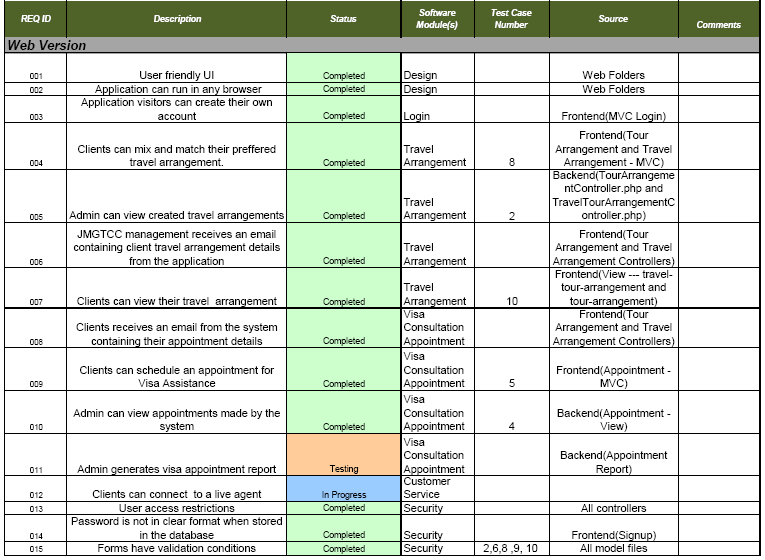 REQ ID Description Status Software Module(s) Test Case Number Source Comments
Web Version
001 User friendly UI Completed Design Web Folders
002 Application can run in any browser Completed Design Web Folders
003 Application visitors can create their own account Completed Login Frontend(MVC Login)
004 Clients can mix and match their preffered travel arrangement. Completed Travel Arrangement 8 Frontend(Tour Arrangement and Travel Arrangement - MVC)
005 Admin can view created travel arrangements Completed Travel Arrangement 2 Backend(TourArrangementController.php and TravelTourArrangementController.php)
006 JMGTCC management receives an email containing client travel arrangement details from the application Completed Travel Arrangement Frontend(Tour Arrangement and Travel Arrangement Controllers)
007 Clients can view their travel arrangement Completed Travel Arrangement 10 Frontend(View --- travel-tour-arrangement and tour-arrangement)
008 Clients receives an email from the system containing their appointment details Completed Visa Consultation Appointment Frontend(Tour Arrangement and Travel Arrangement Controllers)
009 Clients can schedule an appointment for Visa Assistance Completed Visa Consultation Appointment 5 Frontend(Appointment - MVC)
010 Admin can view appointments made by the system Completed Visa Consultation Appointment 4 Backend(Appointment - View)
011 Admin generates visa appointment report Testing Visa Consultation Appointment Backend(Appointment Report)
012 Clients can connect to a live agent In Progress Customer Service
013 User access restrictions Completed Security All controllers
014 Password is not in clear format when stored in the database Completed Security Frontend(Signup)
015 Forms have validation conditions Completed Security 2,6,8 ,9, 10 All model files